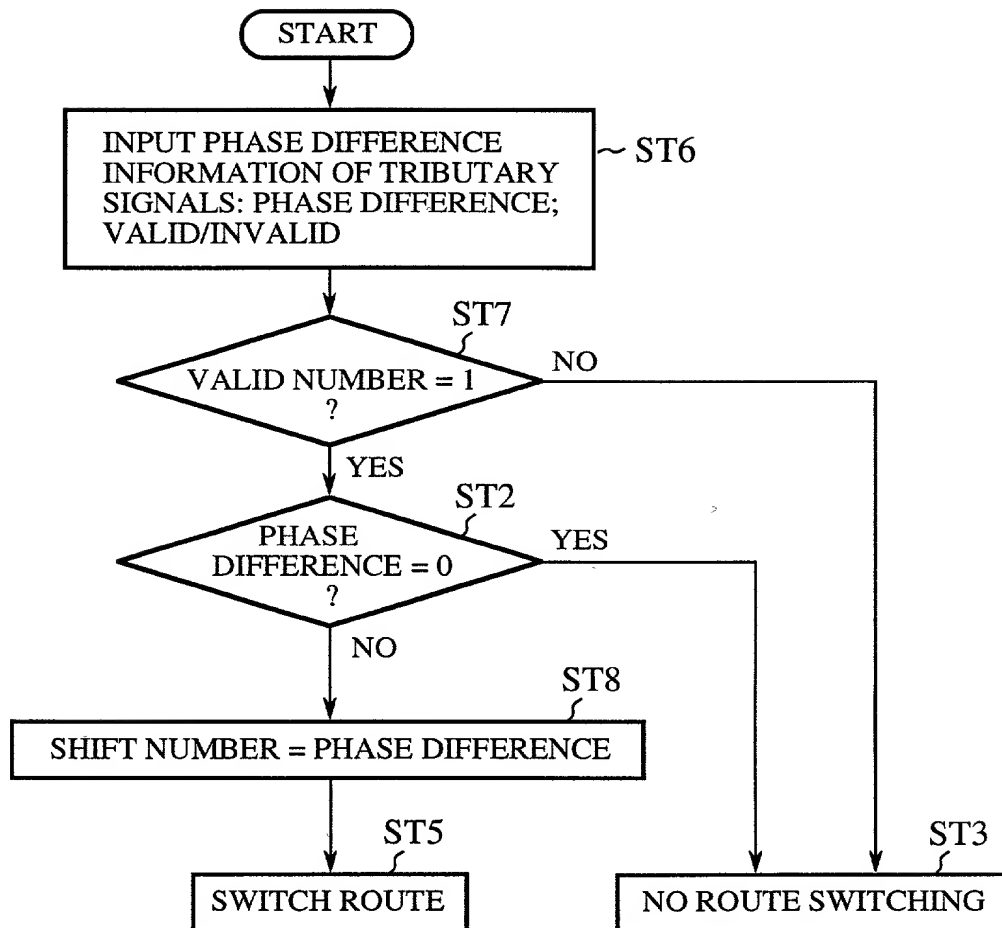 START
INPUT PHASE DIFFERENCE
INFORMATION OF TRIBUTARY
SIGNALS: PHASE DIFFERENCE;
VALID/INVALID
ST6
ST7
VALID NUMBER = 1
?
NO
YES
ST2
PHASE
DIFFERENCE = 0
?
YES
NO
ST8
SHIFT NUMBER = PHASE DIFFERENCE
ST5
SWITCH ROUTE
ST3
NO ROUTE SWITCHING